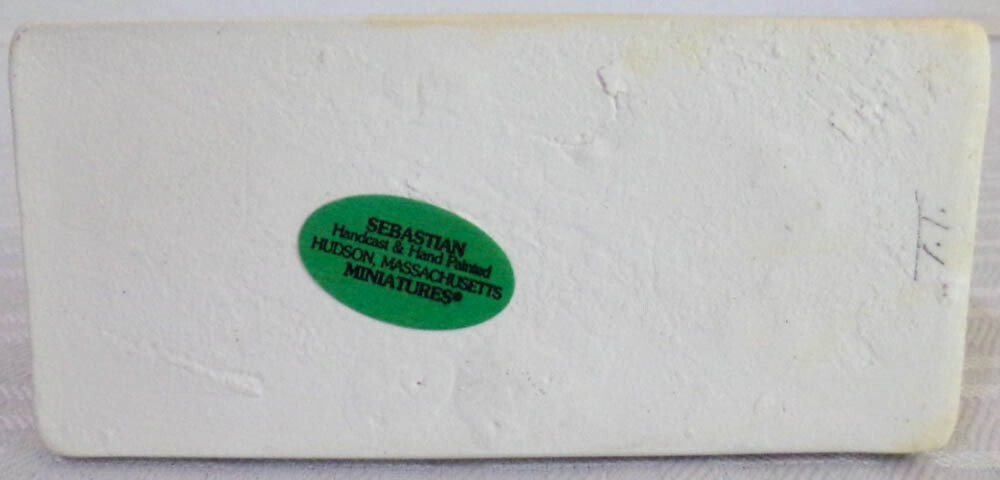 SEBASTIAN
Handcast & Hand Painted
HUDSON, MASSACHUSETTS
MINIATURES®